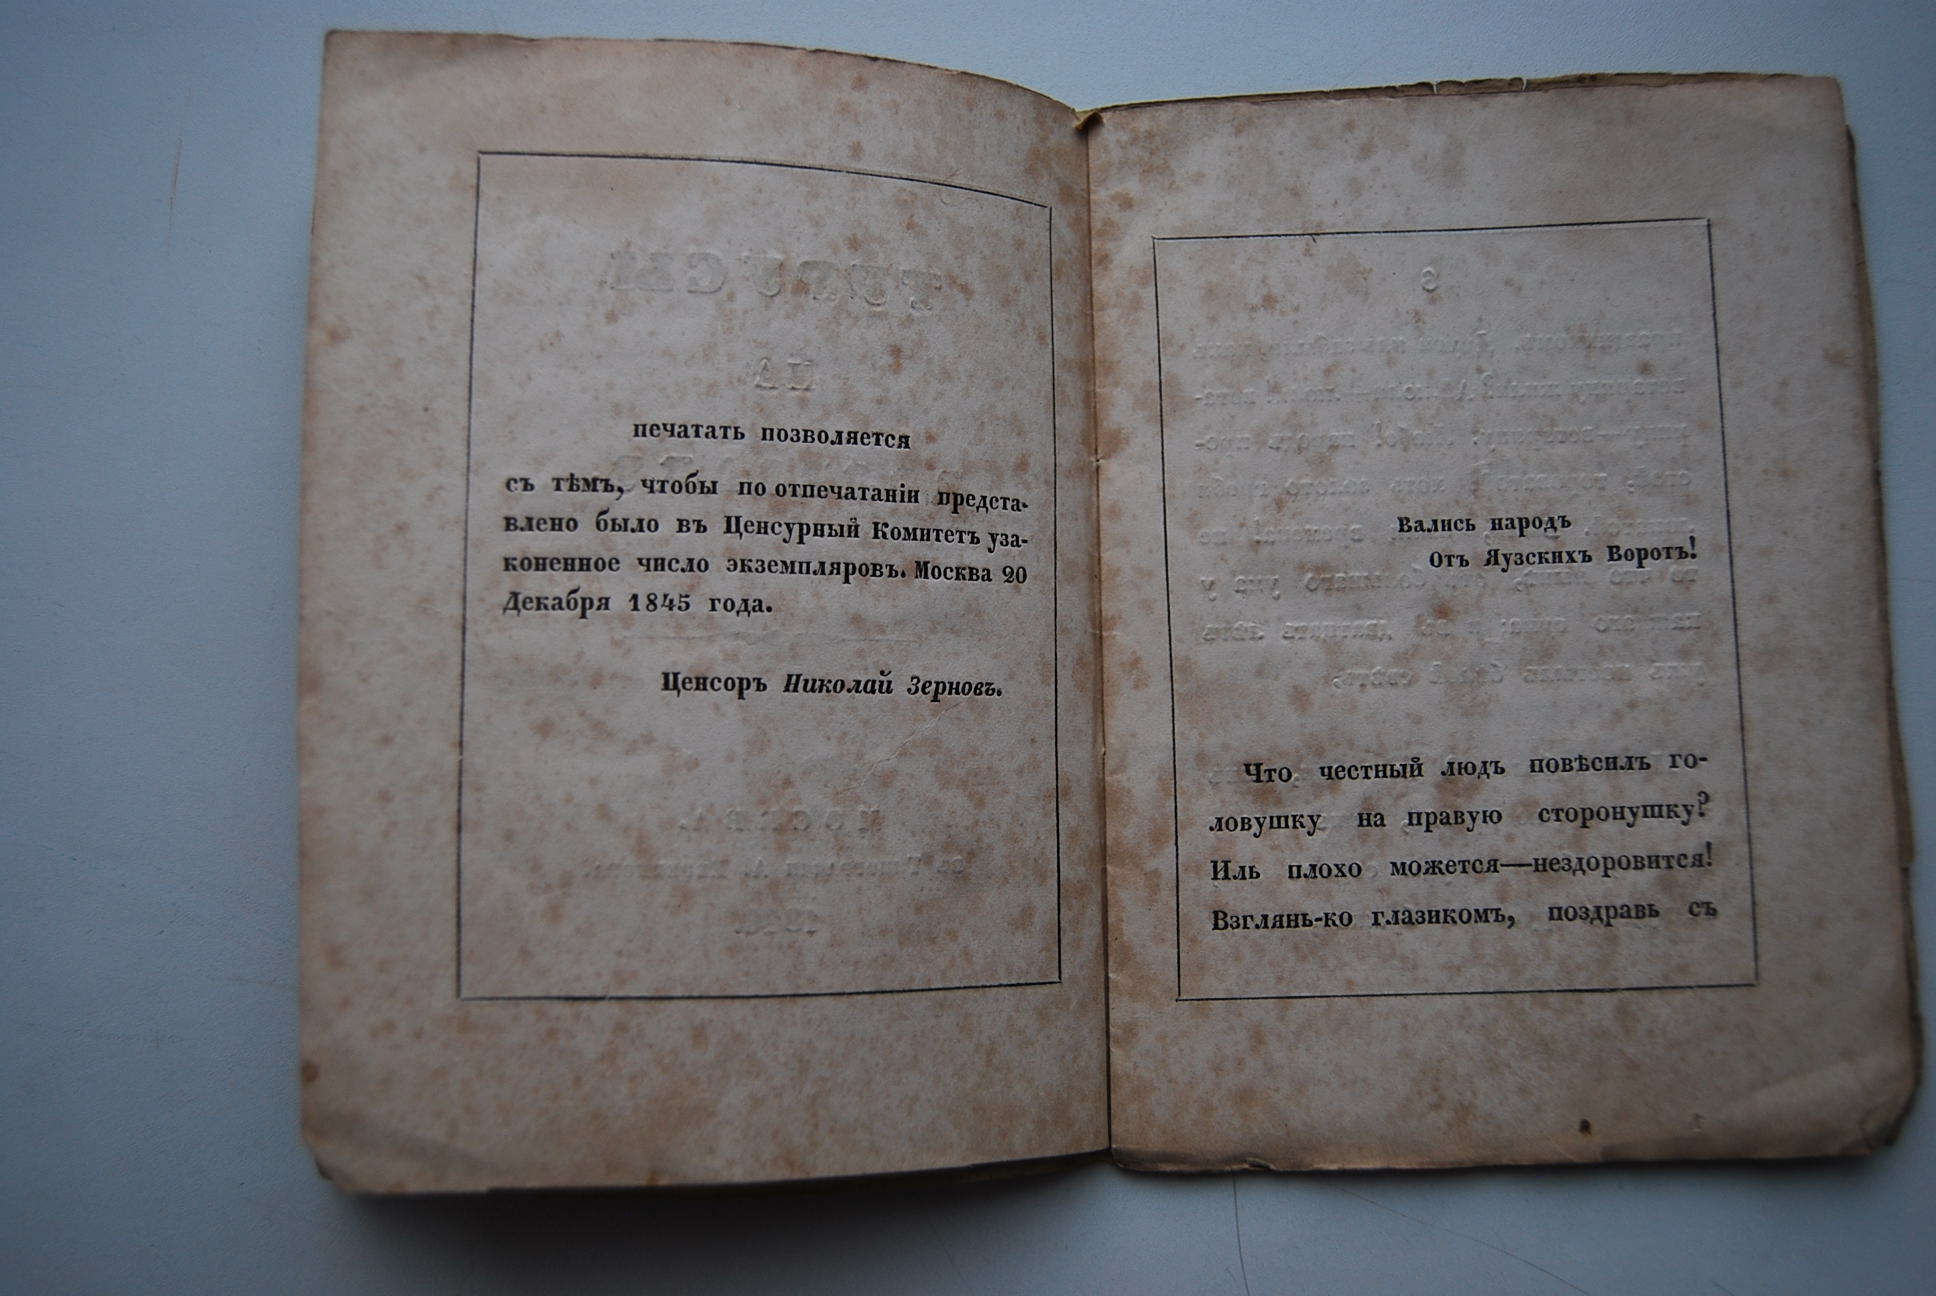 печатать позволяется
съ тѣмъ, чтобы по отпечатаніи предста-
влено было въ Ценсурный Комитетъ уза-
коненное число экземпляровъ. Москва 20
Декабря 1845 года.
Ценсоръ Николай Зерновъ.
Вались народъ
Отъ Яузскихъ Воротъ!
Что честный людъ повѣсилъ го-
ловушку на правую сторонушку?
Иль плохо можется—нездоровится!
Взглянь-ко глазикомъ, поздравь съ